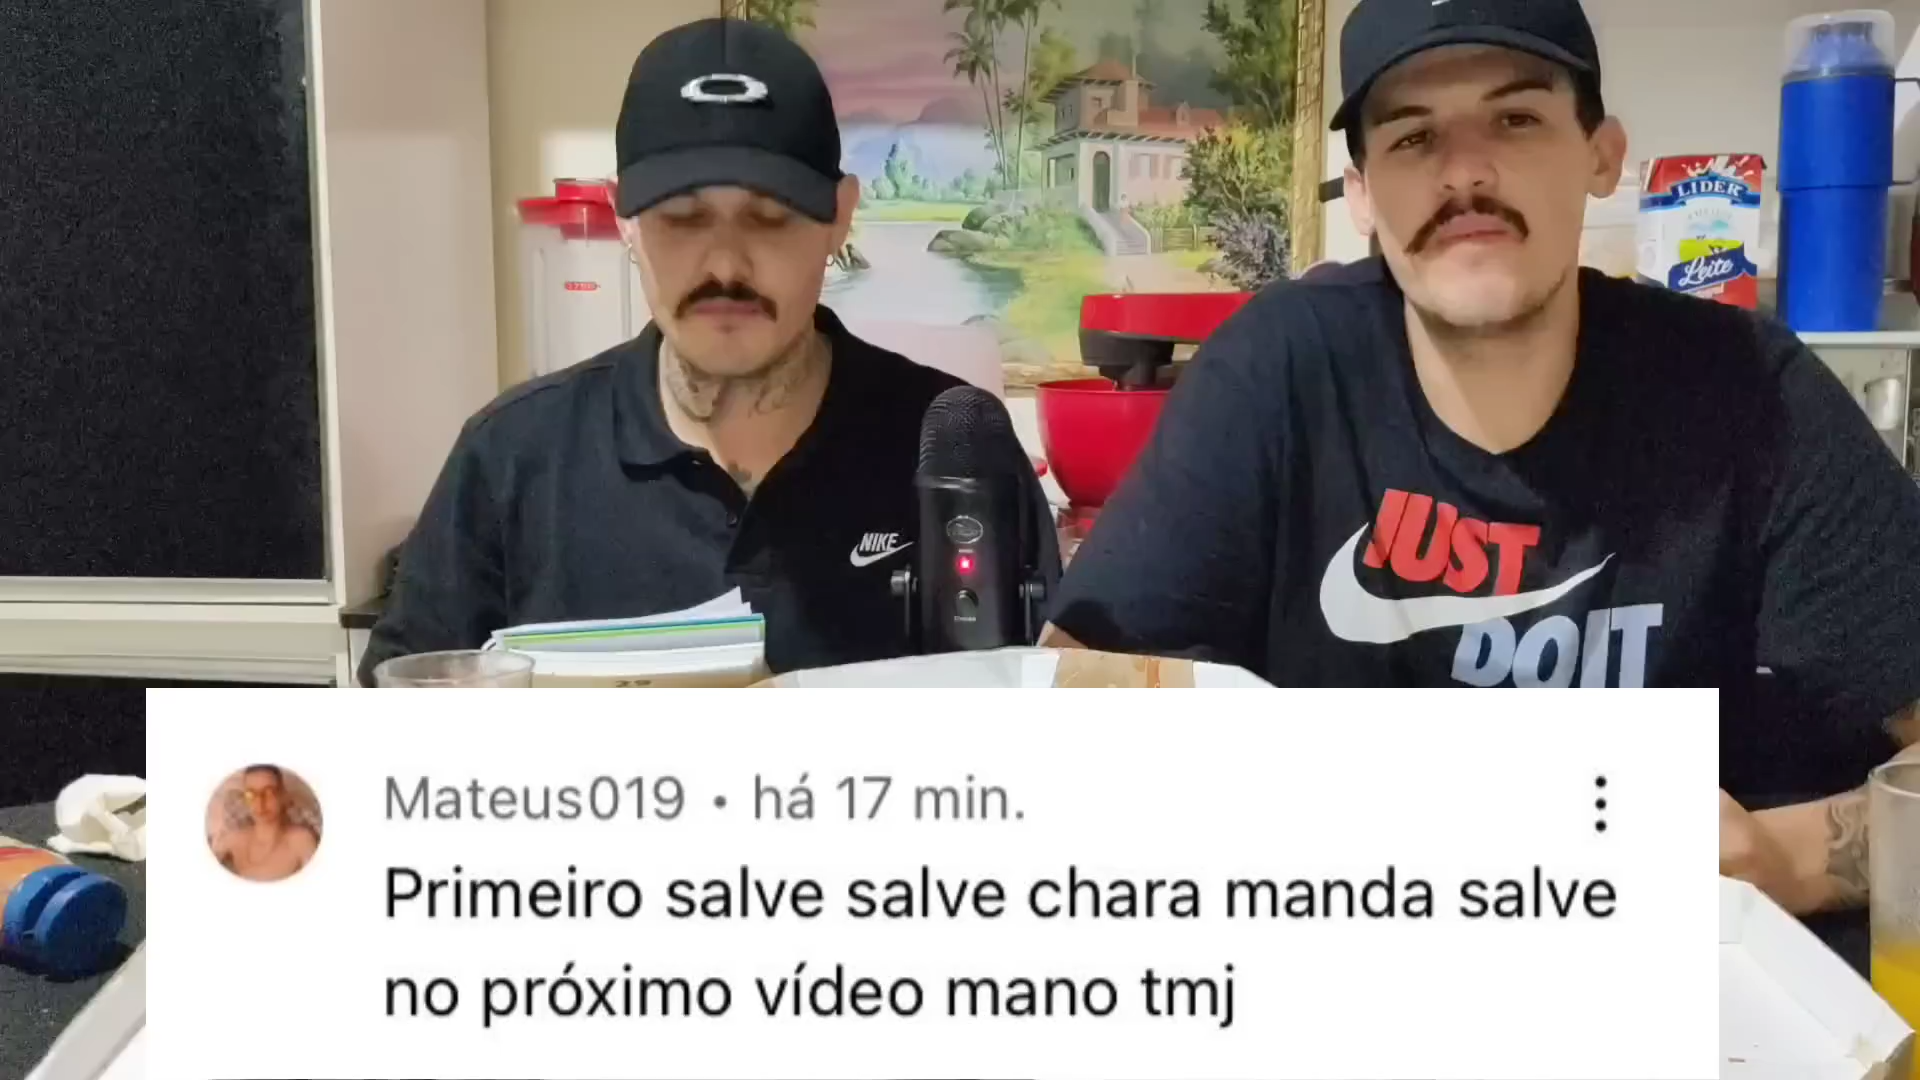 LIDER
Leite
NIKE
JUST
DO IT
29
Mateus019 • há 17 min.
Primeiro salve salve chara manda salve
no próximo vídeo mano tmj